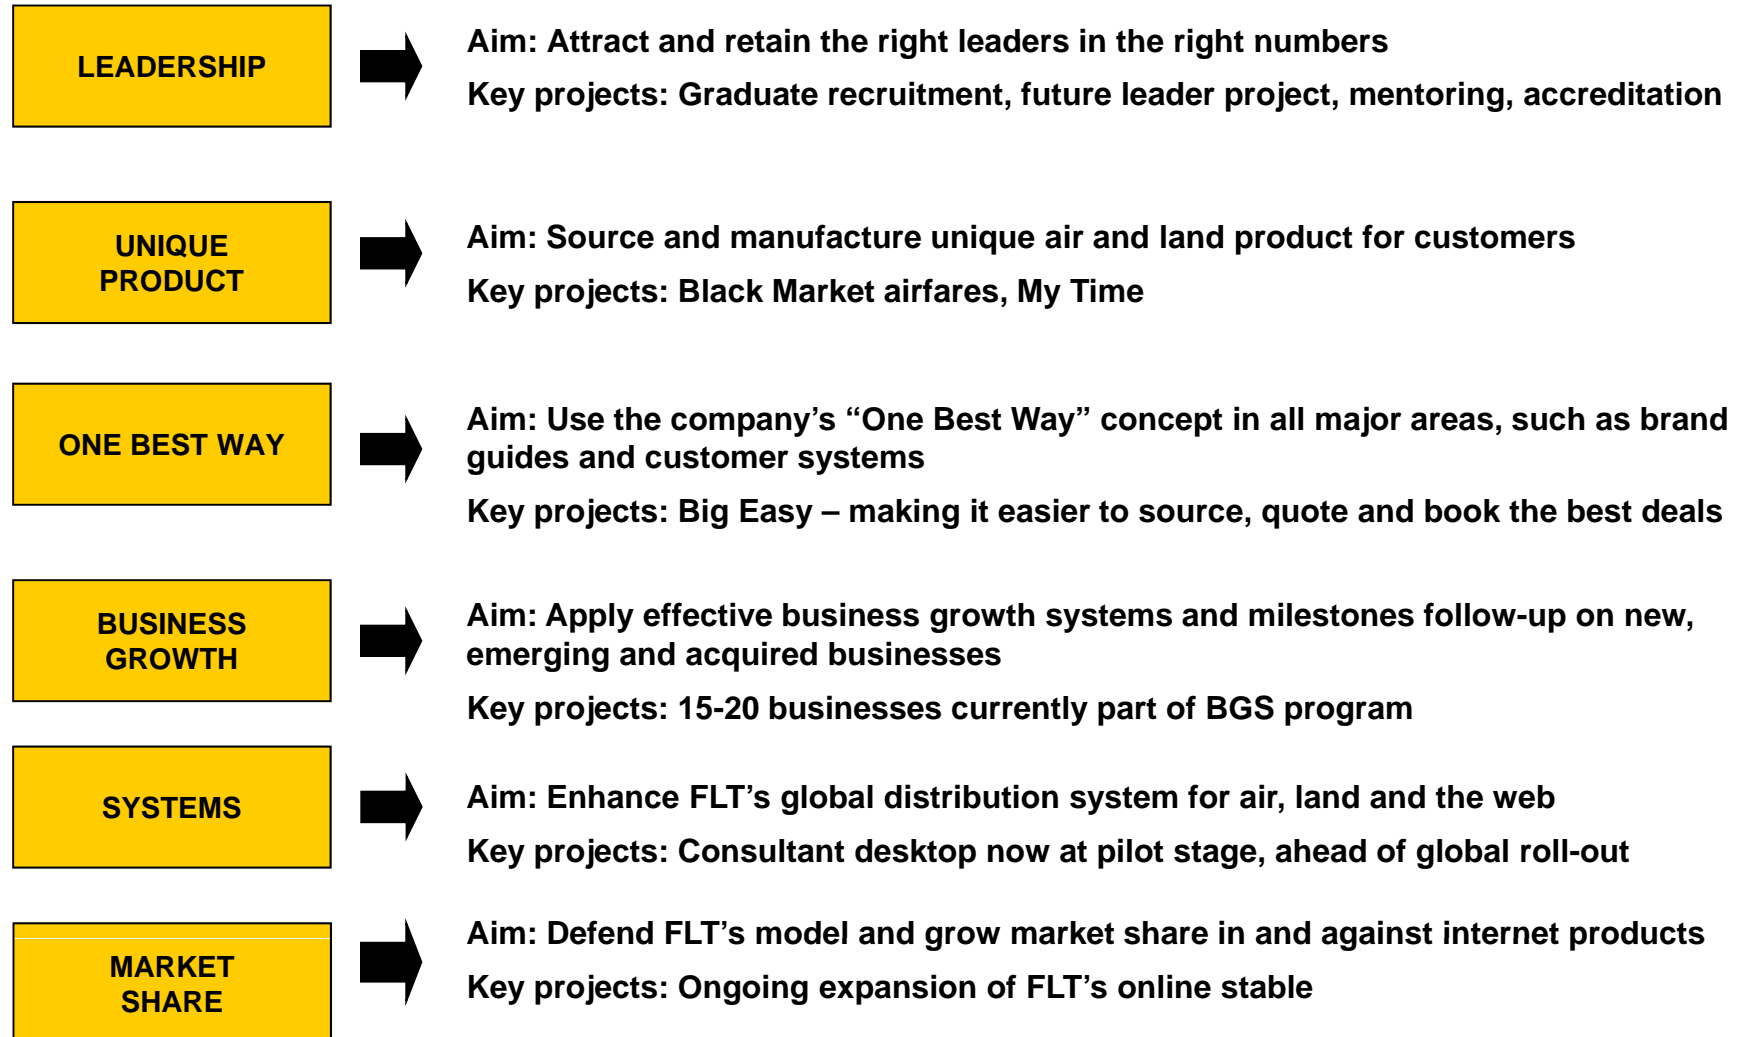 LEADERSHIP
Aim: Attract and retain the right leaders in the right numbers
Key projects: Graduate recruitment, future leader project, mentoring, accreditation
UNIQUE
PRODUCT
Aim: Source and manufacture unique air and land product for customers
Key projects: Black Market airfares, My Time
ONE BEST WAY
Aim: Use the company’s “One Best Way” concept in all major areas, such as brand
guides and customer systems
Key projects: Big Easy – making it easier to source, quote and book the best deals
BUSINESS
GROWTH
Aim: Apply effective business growth systems and milestones follow-up on new,
emerging and acquired businesses
Key projects: 15-20 businesses currently part of BGS program
SYSTEMS
Aim: Enhance FLT’s global distribution system for air, land and the web
Key projects: Consultant desktop now at pilot stage, ahead of global roll-out
MARKET
SHARE
Aim: Defend FLT’s model and grow market share in and against internet products
Key projects: Ongoing expansion of FLT’s online stable